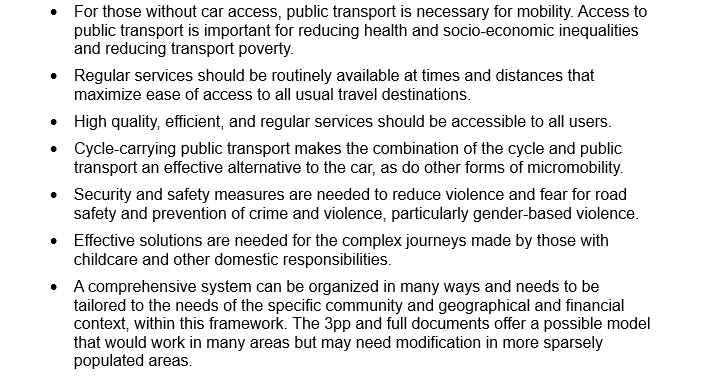 • For those without car access, public transport is necessary for mobility. Access to
public transport is important for reducing health and socio-economic inequalities
and reducing transport poverty.
• Regular services should be routinely available at times and distances that
maximize ease of access to all usual travel destinations.
• High quality, efficient, and regular services should be accessible to all users.
• Cycle-carrying public transport makes the combination of the cycle and public
transport an effective alternative to the car, as do other forms of micromobility.
• Security and safety measures are needed to reduce violence and fear for road
safety and prevention of crime and violence, particularly gender-based violence.
• Effective solutions are needed for the complex journeys made by those with
childcare and other domestic responsibilities.
• A comprehensive system can be organized in many ways and needs to be
tailored to the needs of the specific community and geographical and financial
context, within this framework. The 3pp and full documents offer a possible model
that would work in many areas but may need modification in more sparsely
populated areas.